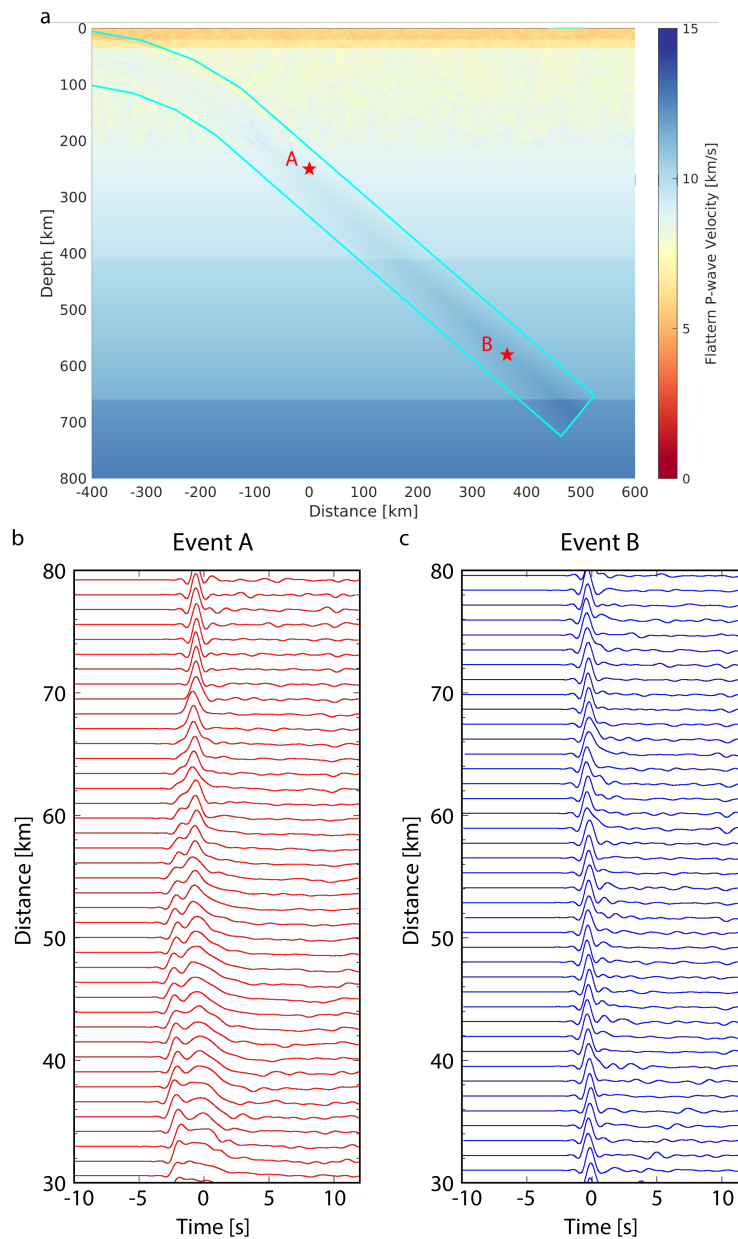 a
0
100
200
300
400
500
600
700
800
Depth [km]
A
B
-400 -300 -200 -100 0 100 200 300 400 500 600
Distance [km]
15
10
5
0
Flattern P-wave Velocity [km/s]
b Event A
80
70
60
50
40
30
Distance [km]
-10 -5 0 5 10
Time [s]
c Event B
80
70
60
50
40
30
Distance [km]
-10 -5 0 5 10
Time [s]